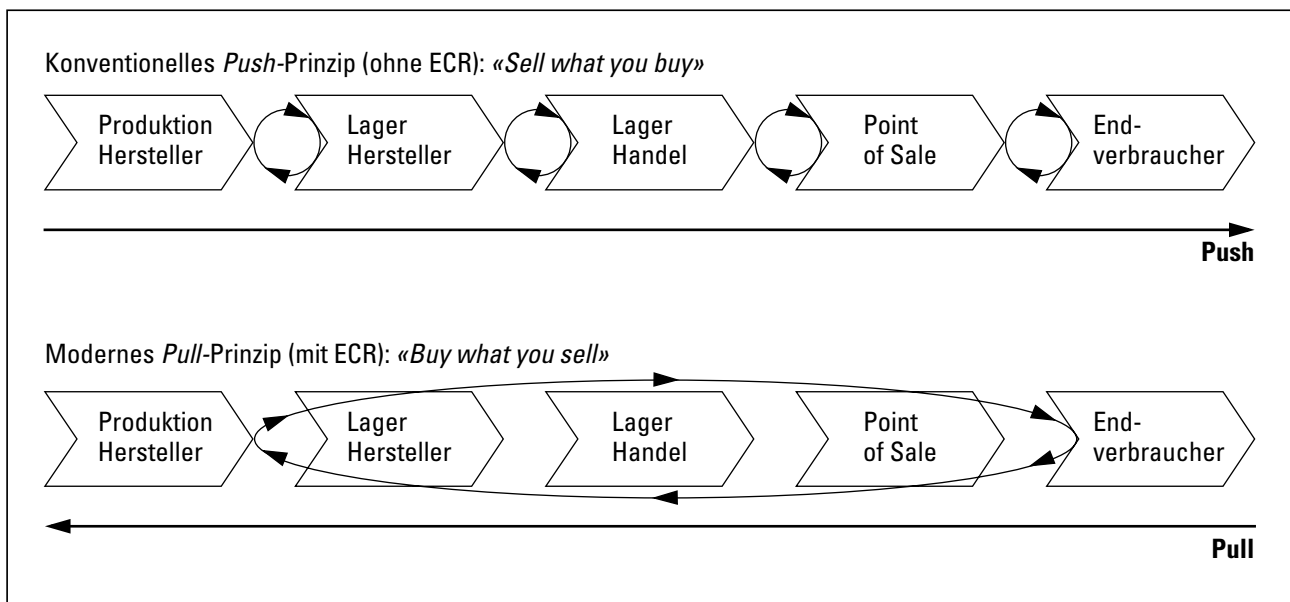 Konventionelles Push-Prinzip (ohne ECR): «Sell what you buy»
Produktion
Hersteller
Lager
Hersteller
Lager
Handel
Point
of Sale
End-
verbraucher
Push
Modernes Pull-Prinzip (mit ECR): «Buy what you sell»
Produktion
Hersteller
Lager
Hersteller
Lager
Handel
Point
of Sale
End-
verbraucher
Pull